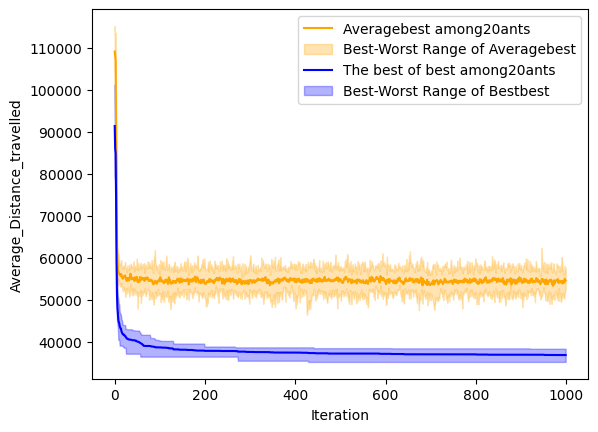 Averagebest among20ants
Best-Worst Range of Averagebest
The best of best among20ants
Best-Worst Range of Bestbest
Average_Distance_travelled
110000
100000
90000
80000
70000
60000
50000
40000
0 200 400 600 800 1000
Iteration